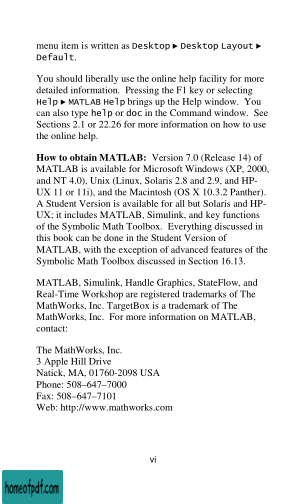 menu item is written as Desktop ▶ Desktop Layout ▶
Default.
You should liberally use the online help facility for more
detailed information. Pressing the F1 key or selecting
Help ▶ MATLAB Help brings up the Help window. You
can also type help or doc in the Command window. See
Sections 2.1 or 22.26 for more information on how to use
the online help.
How to obtain MATLAB: Version 7.0 (Release 14) of
MATLAB is available for Microsoft Windows (XP, 2000,
and NT 4.0), Unix (Linux, Solaris 2.8 and 2.9, and HP-
UX 11 or 11i), and the Macintosh (OS X 10.3.2 Panther).
A Student Version is available for all but Solaris and HP-
UX; it includes MATLAB, Simulink, and key functions
of the Symbolic Math Toolbox. Everything discussed in
this book can be done in the Student Version of
MATLAB, with the exception of advanced features of the
Symbolic Math Toolbox discussed in Section 16.13.
MATLAB, Simulink, Handle Graphics, StateFlow, and
Real-Time Workshop are registered trademarks of The
MathWorks, Inc. TargetBox is a trademark of The
MathWorks, Inc. For more information on MATLAB,
contact:
The MathWorks, Inc.
3 Apple Hill Drive
Natick, MA, 01760-2098 USA
Phone: 508–647–7000
Fax: 508–647–7101
Web: http://www.mathworks.com
vi
homeofpdf.com